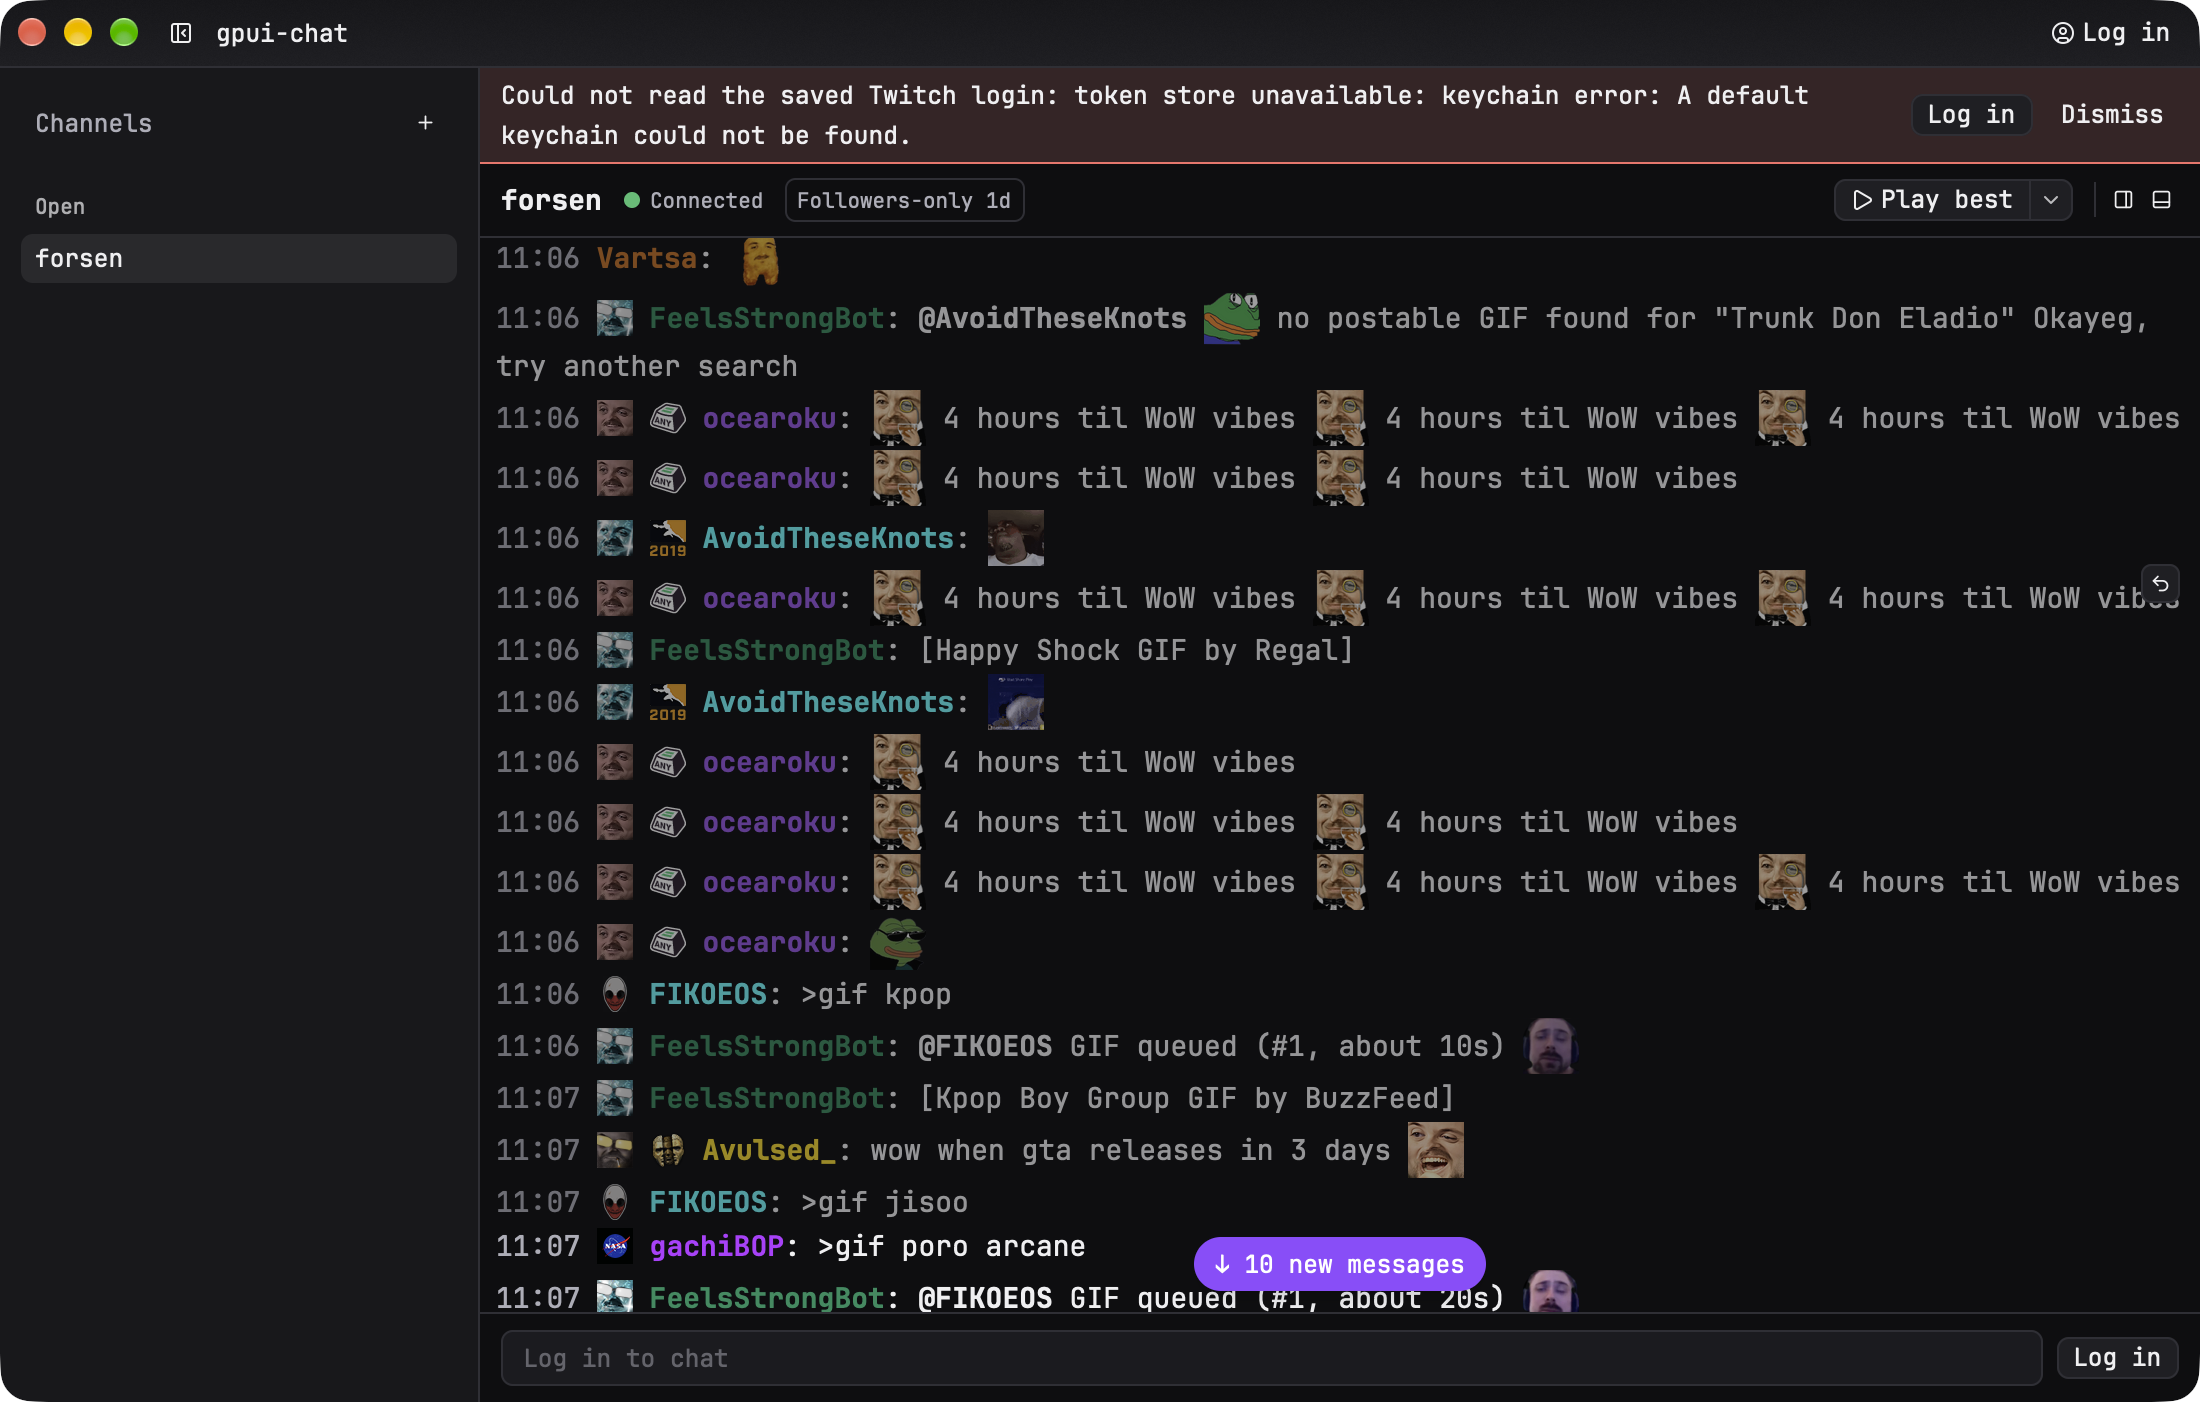 gpui-chat
Log in
Channels
Open
forsen
Could not read the saved Twitch login: token store unavailable: keychain error: A default
keychain could not be found.
Log in
Dismiss
forsen
Connected
Followers-only 1d
Play best
11:06 Vartsa:
11:06 FeelsStrongBot: @AvoidTheseKnots no postable GIF found for "Trunk Don Eladio" Okayeg,
try another search
11:06 ANY ocearoku: 4 hours til WoW vibes 4 hours til WoW vibes 4 hours til WoW vibes
11:06 ANY ocearoku: 4 hours til WoW vibes 4 hours til WoW vibes
11:06 2019 AvoidTheseKnots:
11:06 ANY ocearoku: 4 hours til WoW vibes 4 hours til WoW vibes 4 hours til WoW vibes
11:06 FeelsStrongBot: [Happy Shock GIF by Regal]
11:06 2019 AvoidTheseKnots:
11:06 ANY ocearoku: 4 hours til WoW vibes
11:06 ANY ocearoku: 4 hours til WoW vibes 4 hours til WoW vibes
11:06 ANY ocearoku: 4 hours til WoW vibes 4 hours til WoW vibes 4 hours til WoW vibes
11:06 ANY ocearoku:
11:06 FIKOEOS: >gif kpop
11:06 FeelsStrongBot: @FIKOEOS GIF queued (#1, about 10s)
11:07 FeelsStrongBot: [Kpop Boy Group GIF by BuzzFeed]
11:07 Avulsed_: wow when gta releases in 3 days
11:07 FIKOEOS: >gif jisoo
11:07 NASA gachiBOP: >gif poro arcane
10 new messages
11:07 FeelsStrongBot: @FIKOEOS GIF queued (#1, about 20s)
Log in to chat
Log in